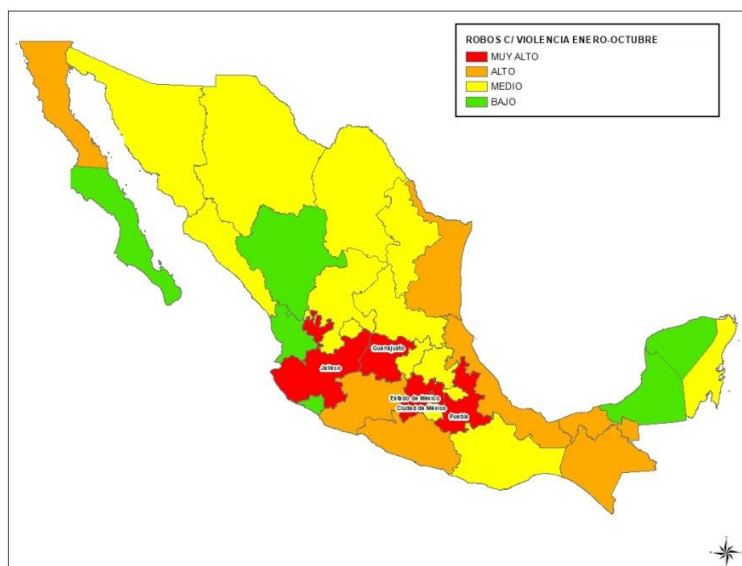 ROBOS C/ VIOLENCIA ENERO-OCTUBRE
MUY ALTO
ALTO
MEDIO
BAJO
Guanajuato
Jalisco
Estado de México
Ciudad de México
Puebla